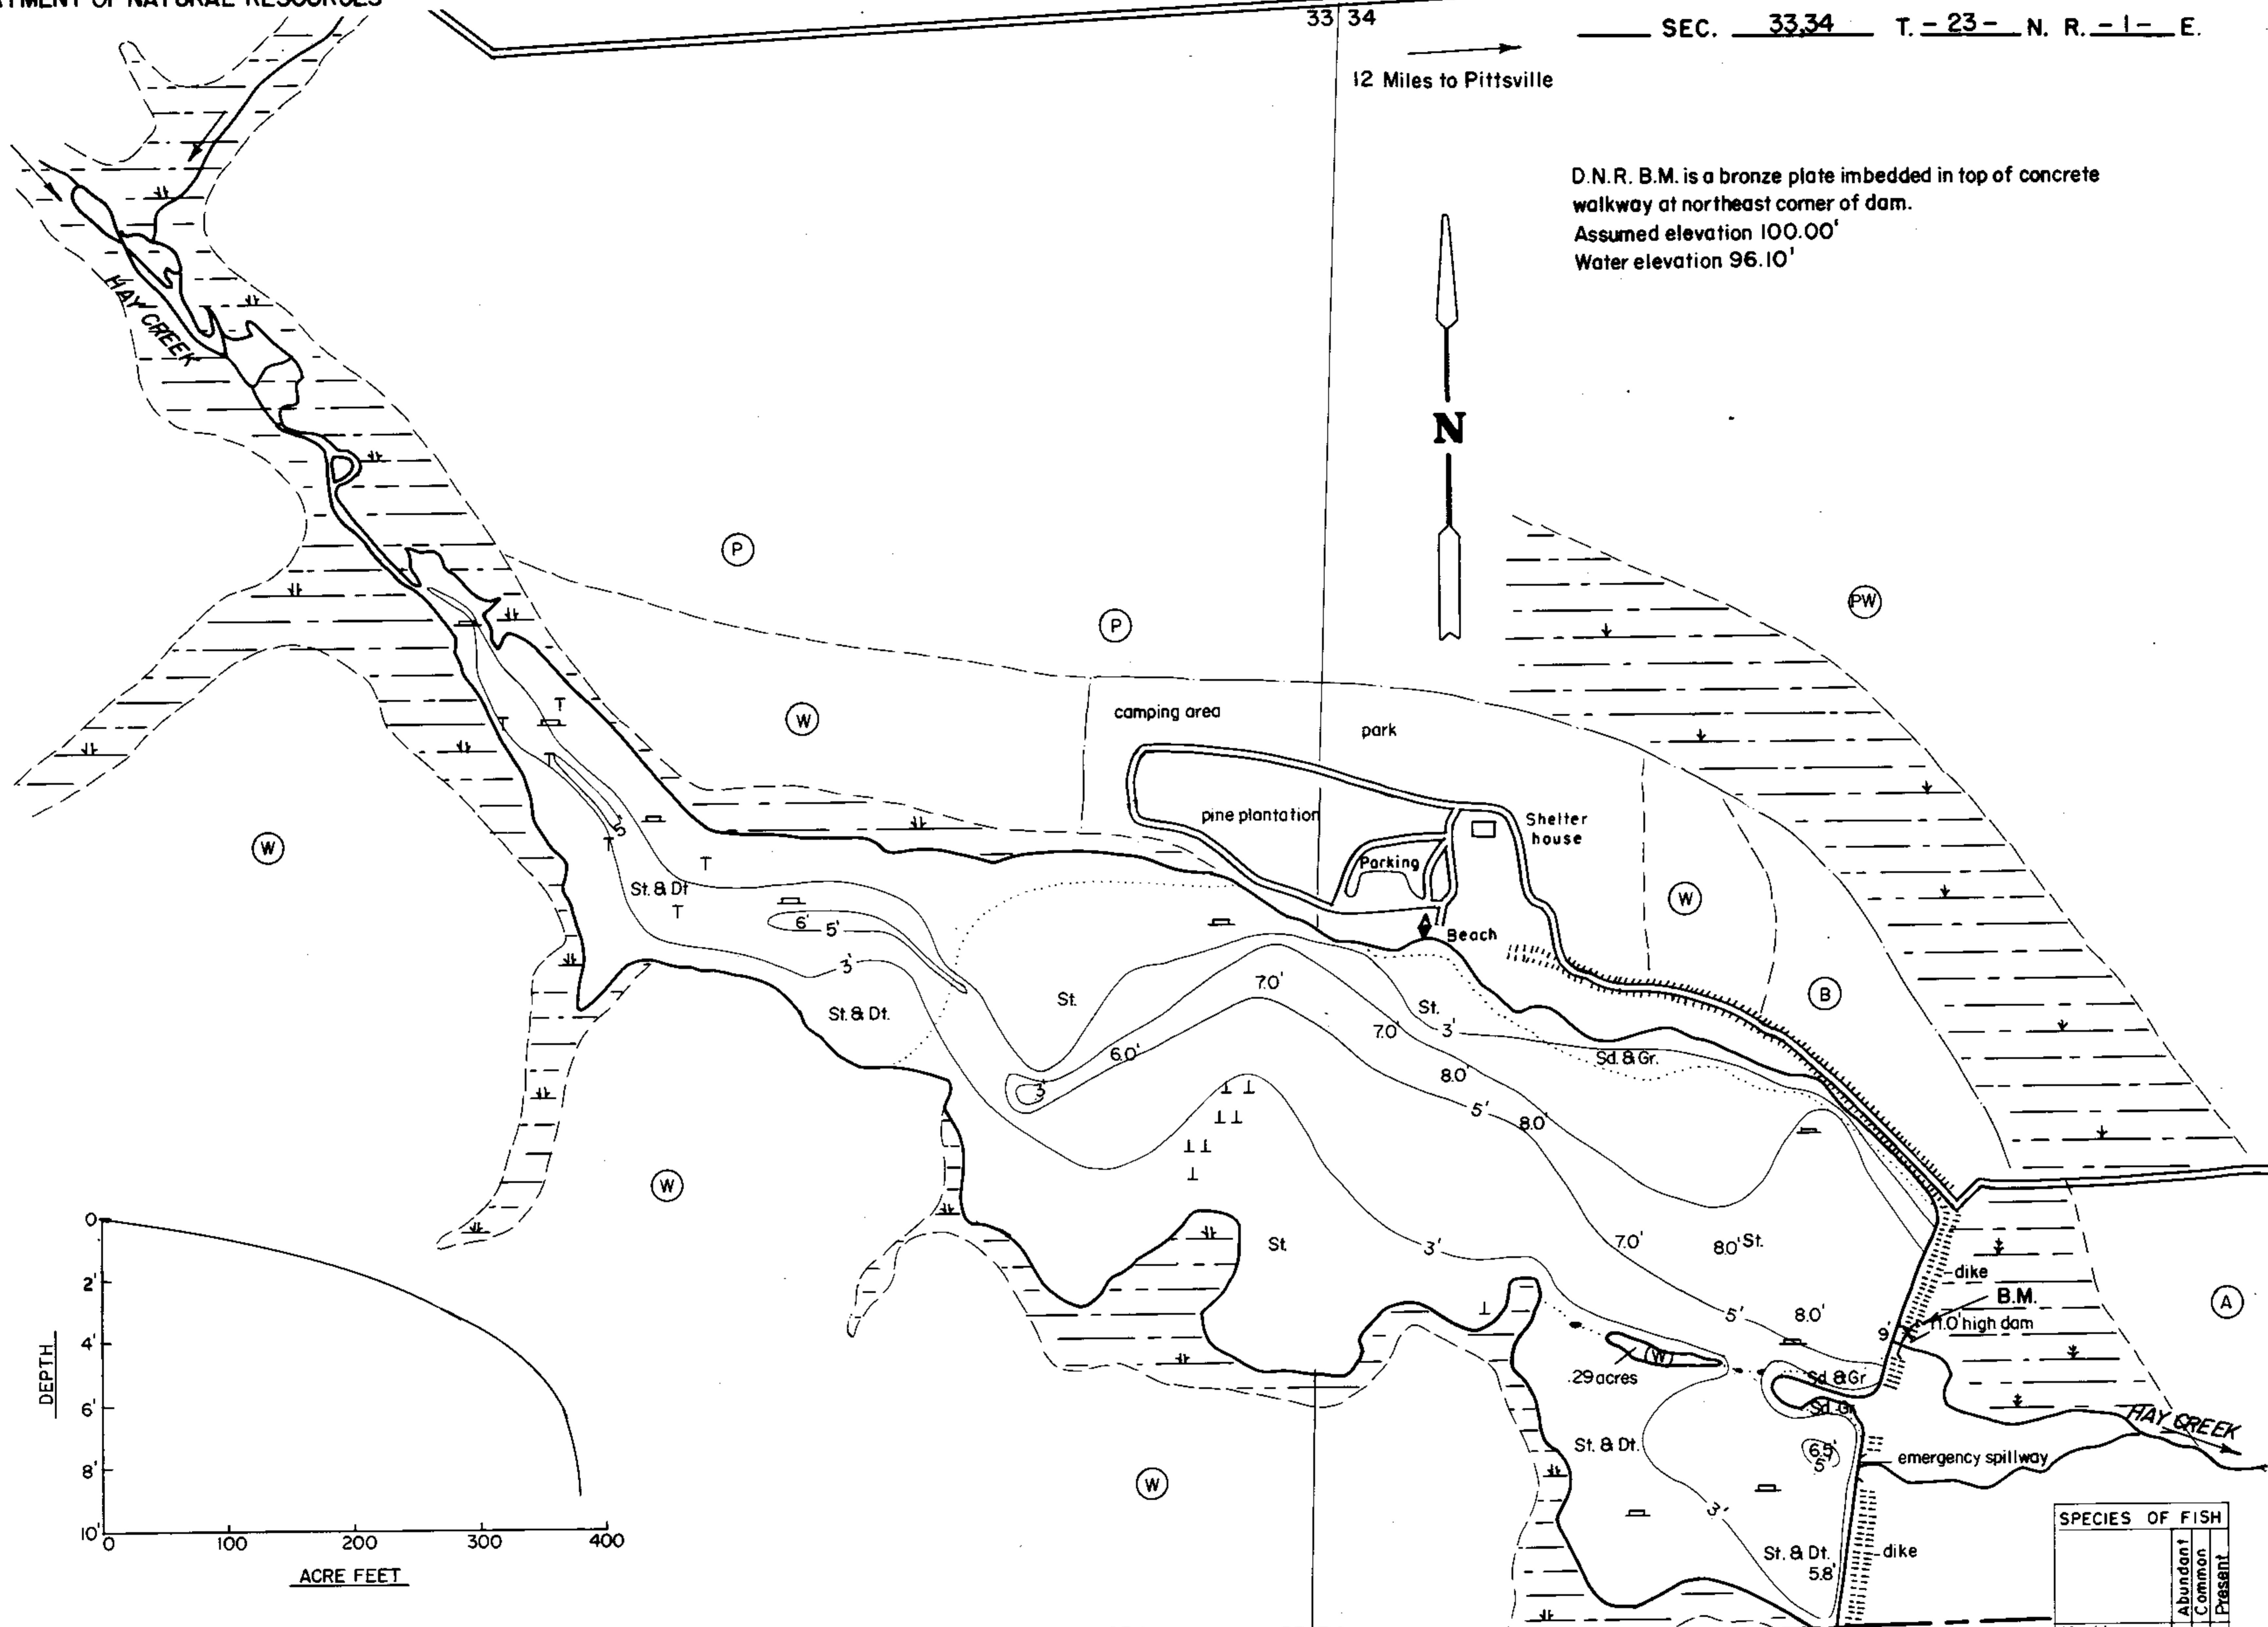 OF NATURAL RESOURCES
33 34
SEC. 33,34 T. - 23 - N. R. - 1 - E.
12 Miles to Pittsville
D.N.R. B.M. is a bronze plate imbedded in top of concrete
walkway at northeast corner of dam.
Assumed elevation 100.00'
Water elevation 96.10'
HAY CREEK
N
P
P
PW
W
camping area
park
pine plantation
Shelter
house
Parking
Beach
W
W
B
T
T
T
T
T
T
5'
St. & Dt
6' 5'
3'
St. & Dt.
St.
7.0'
St.
7.0' 3'
6.0'
Sd. & Gr.
3'
8.0'
5'
8.0'
W
St.
3'
7.0'
8.0' St.
5'
8.0'
dike
B.M.
11.0' high dam
9'
A
W
.29 acres
Sd. & Gr
Sd. Gr
HAY CREEK
St. & Dt.
6.5'
5'
emergency spillway
W
3'
St. & Dt.
5.8'
dike
0
2'
4'
6'
8'
10'
DEPTH
0 100 200 300 400
ACRE FEET
SPECIES OF FISH
Abundant
Common
Present